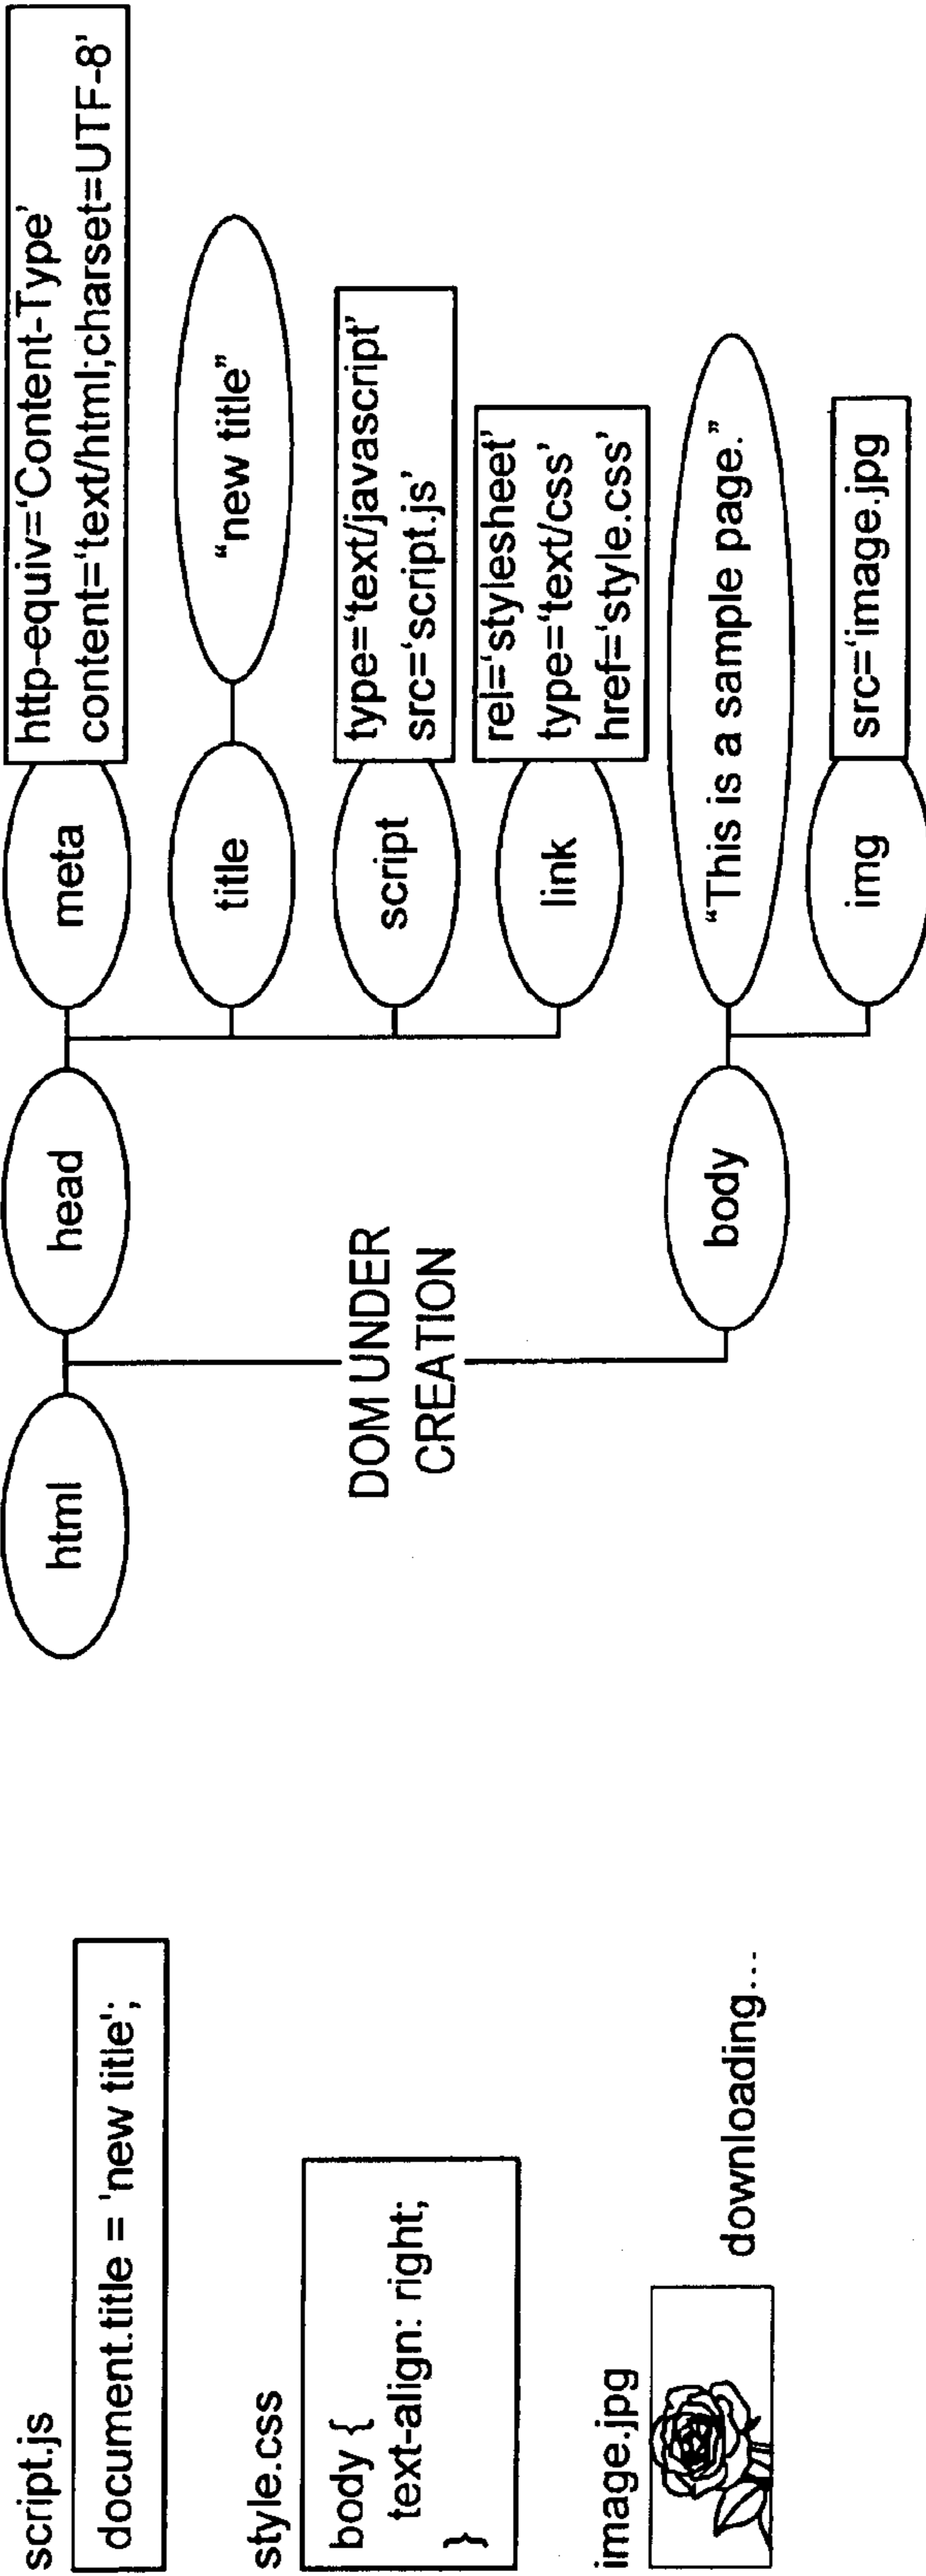 script.js
document.title = 'new title';
style.css
body {
text-align: right;
}
image.jpg
downloading...
html
head
meta
http-equiv=‘Content-Type’
content=‘text/html;charset=UTF-8’
title
“new title”
script
type=‘text/javascript’
src=‘script.js’
link
rel=‘stylesheet’
type=‘text/css’
href=‘style.css’
DOM UNDER
CREATION
body
“This is a sample page.”
img
src=‘image.jpg